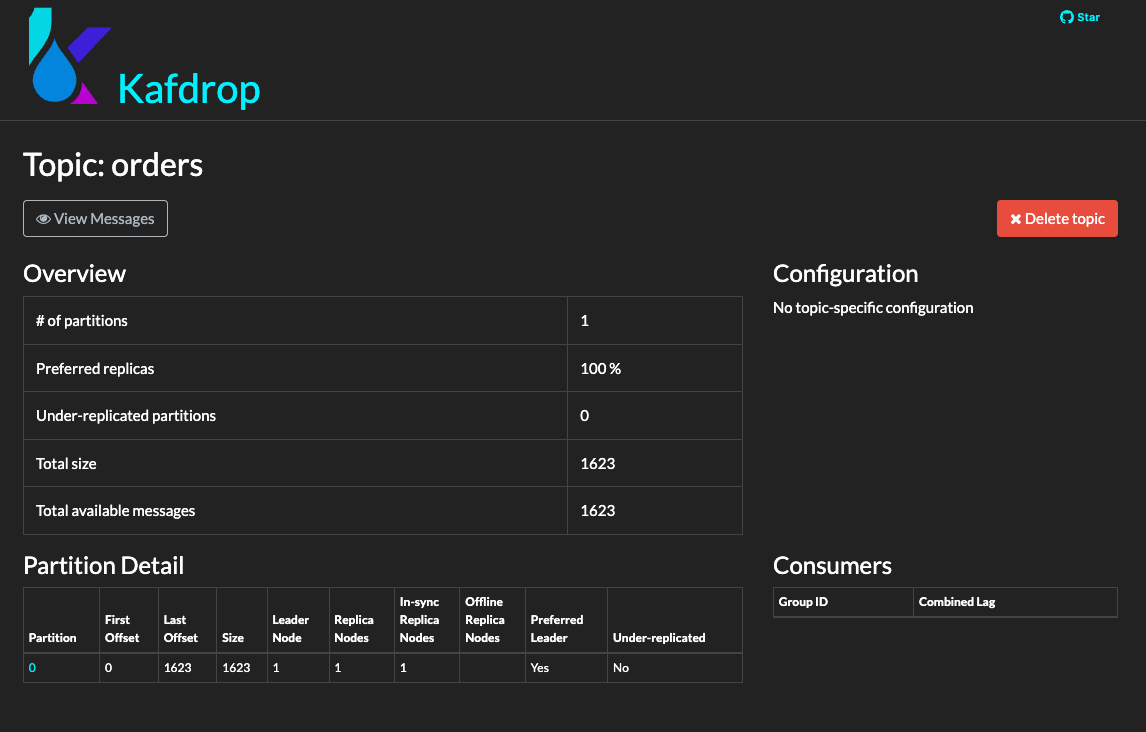 Star
Kafdrop
Topic: orders
View Messages
Delete topic
Overview
# of partitions 1
Preferred replicas 100 %
Under-replicated partitions 0
Total size 1623
Total available messages 1623
Configuration
No topic-specific configuration
Partition Detail
Partition First Offset Last Offset Size Leader Node Replica Nodes In-sync Replica Nodes Offline Replica Nodes Preferred Leader Under-replicated
0 0 1623 1623 1 1 1 Yes No
Consumers
Group ID Combined Lag